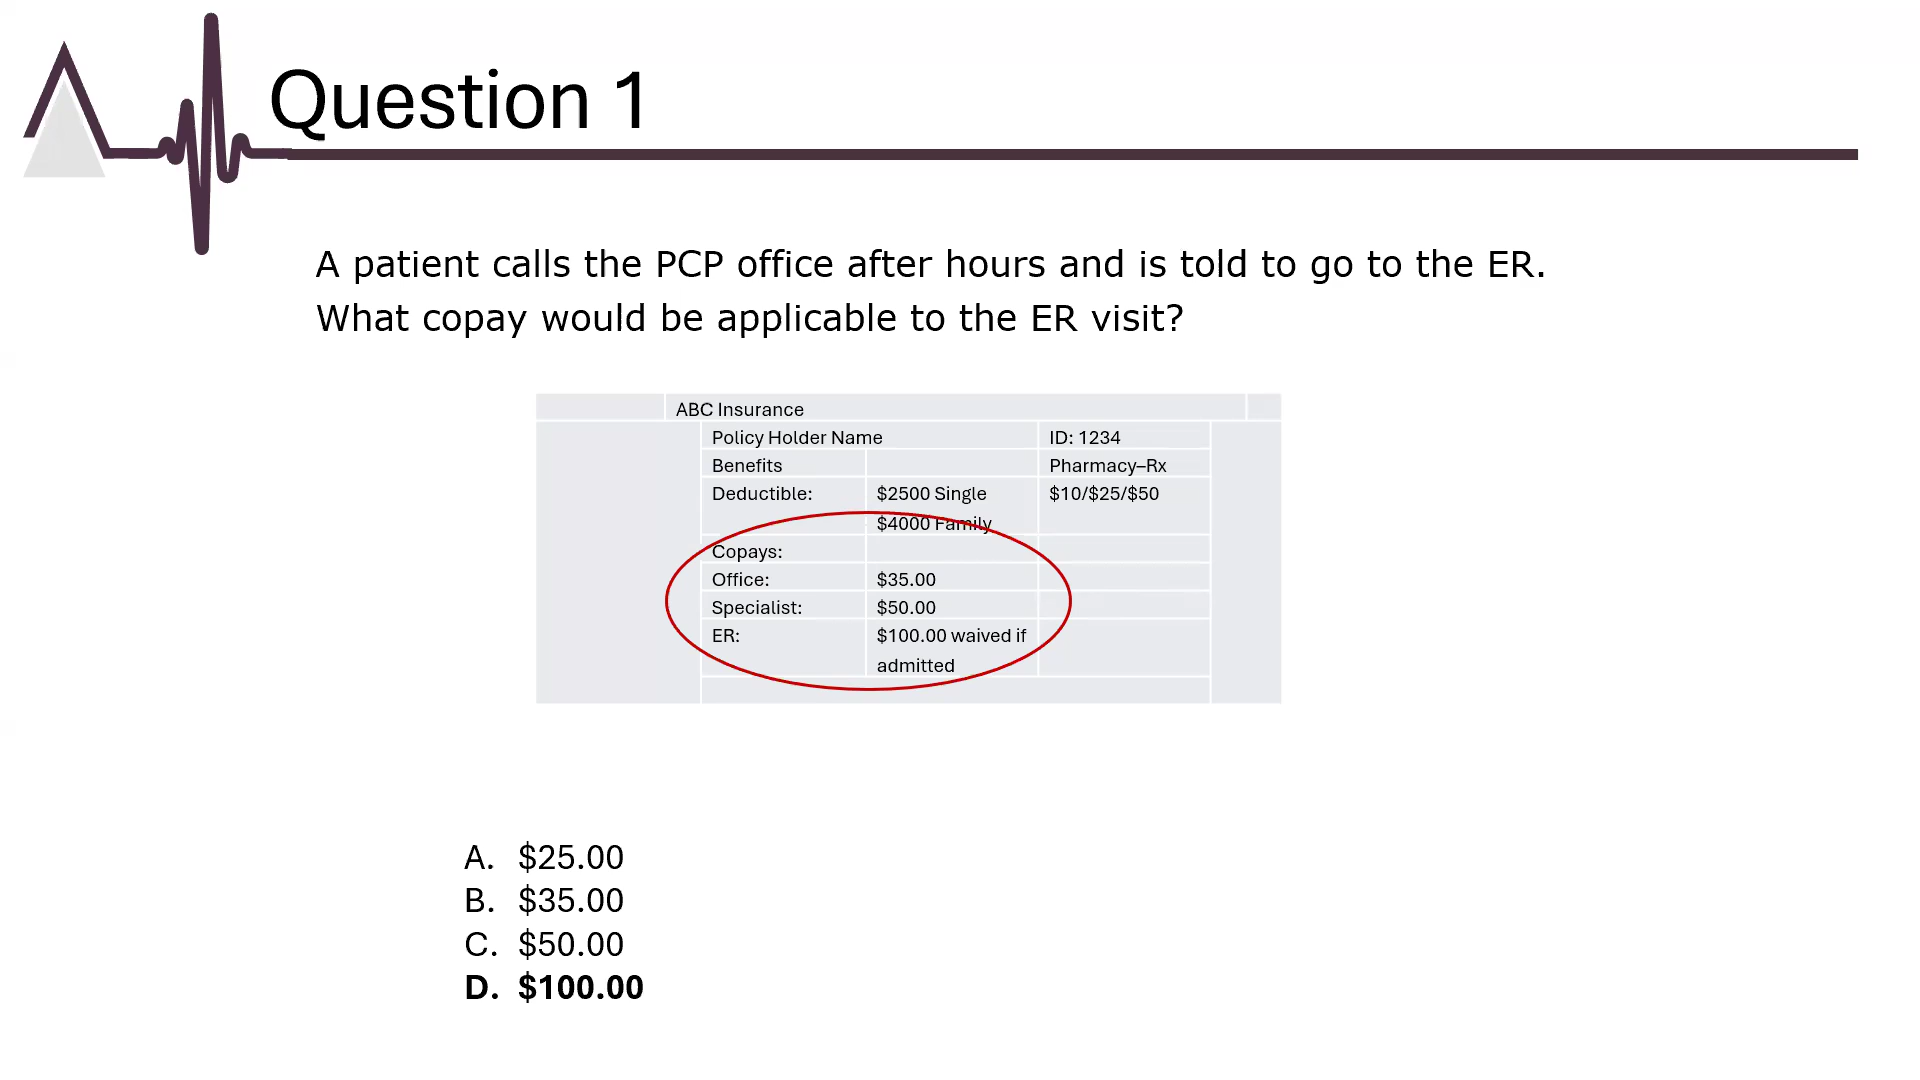 Question 1
A patient calls the PCP office after hours and is told to go to the ER.
What copay would be applicable to the ER visit?
ABC Insurance
Policy Holder Name ID: 1234
Benefits Pharmacy–Rx
Deductible: $2500 Single $10/$25/$50
$4000 Family
Copays:
Office: $35.00
Specialist: $50.00
ER: $100.00 waived if
admitted
A. $25.00
B. $35.00
C. $50.00
D. $100.00